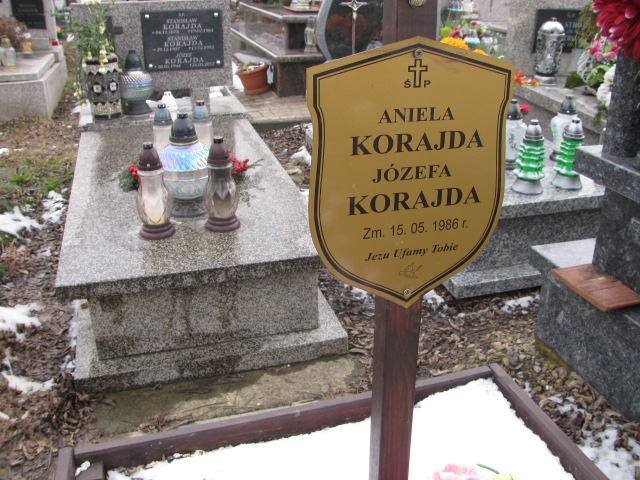 Ś P
ANIELA
KORAJDA
JÓZEFA
KORAJDA
Zm. 15. 05. 1986 r.
Jezu Ufamy Tobie
STANISŁAW
KORAJDA
STANISŁAW
KORAJDA
JÓZEF
KORAJDA